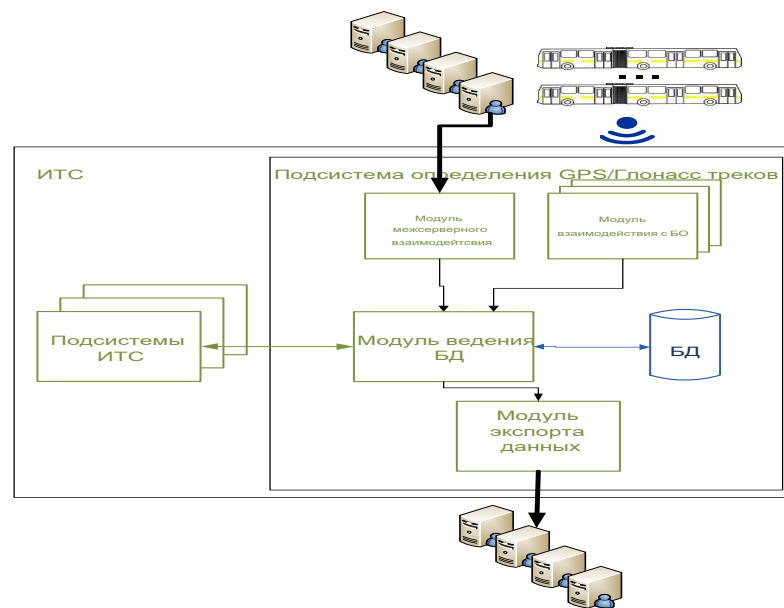 ИТС
Подсистема определения GPS/Глонасс треков
Модуль
межсерверного
взаимодейтсвия
Модуль
взаимодействия с БО
Подсистемы
ИТС
Модуль ведения
БД
БД
Модуль
экспорта
данных